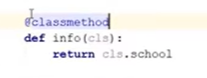 @classmethod
def info(cls):
    return cls.school